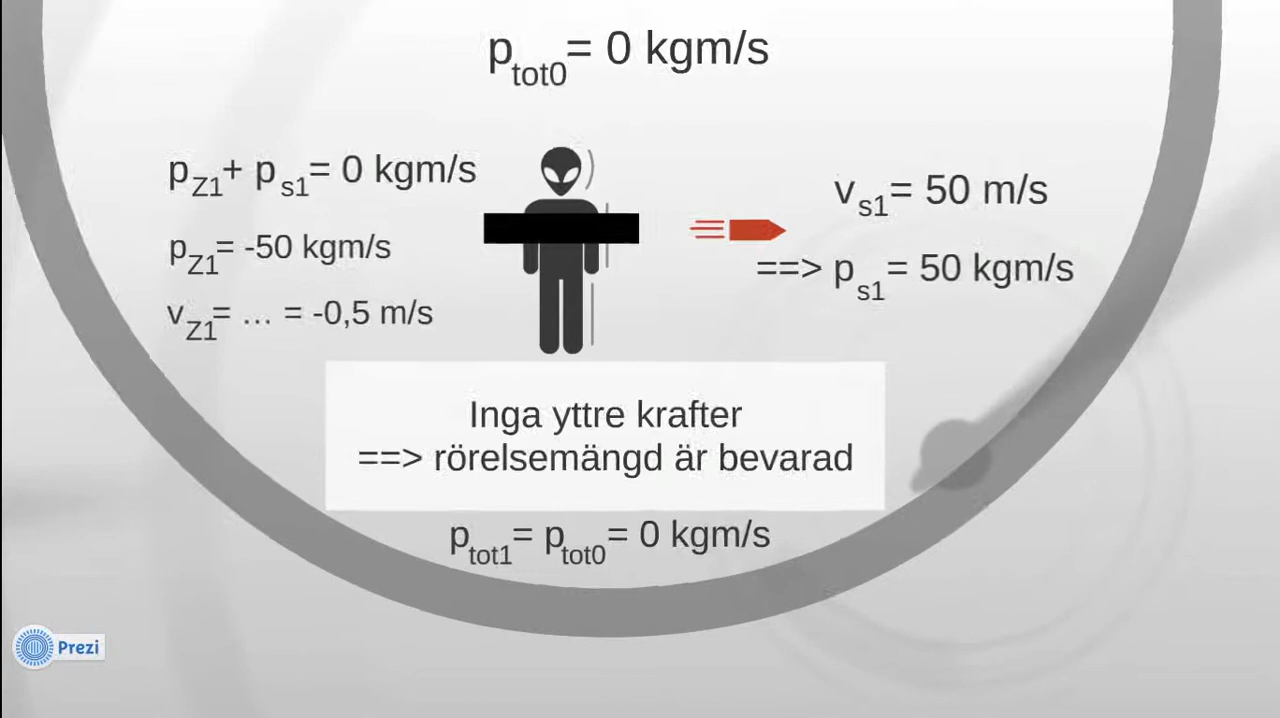 p_tot0 = 0 kgm/s
p_Z1 + p_s1 = 0 kgm/s
p_Z1 = -50 kgm/s
v_Z1 = … = -0,5 m/s
v_s1 = 50 m/s
==> p_s1 = 50 kgm/s
Inga yttre krafter
==> rörelsemängd är bevarad
p_tot1 = p_tot0 = 0 kgm/s
Prezi